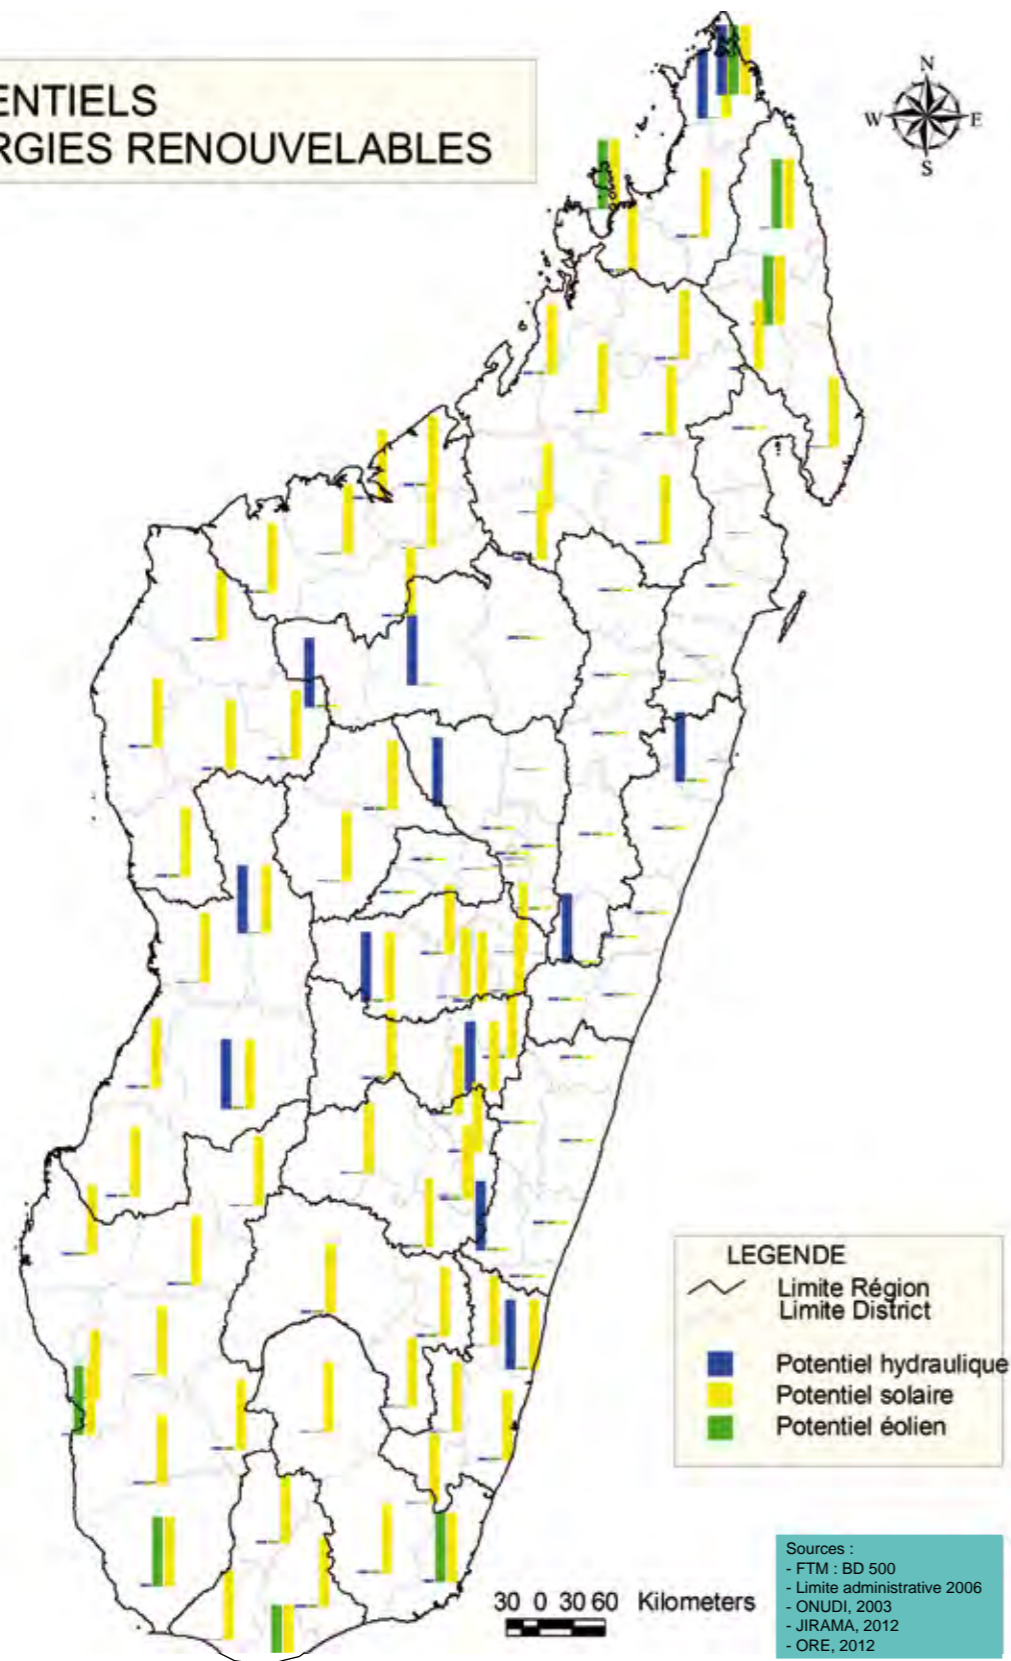 ENTIELS
RGIES RENOUVELABLES
N
W E
S
LEGENDE
Limite Région
Limite District
Potentiel hydraulique
Potentiel solaire
Potentiel éolien
30 0 30 60 Kilometers
Sources :
- FTM : BD 500
- Limite administrative 2006
- ONUDI, 2003
- JIRAMA, 2012
- ORE, 2012